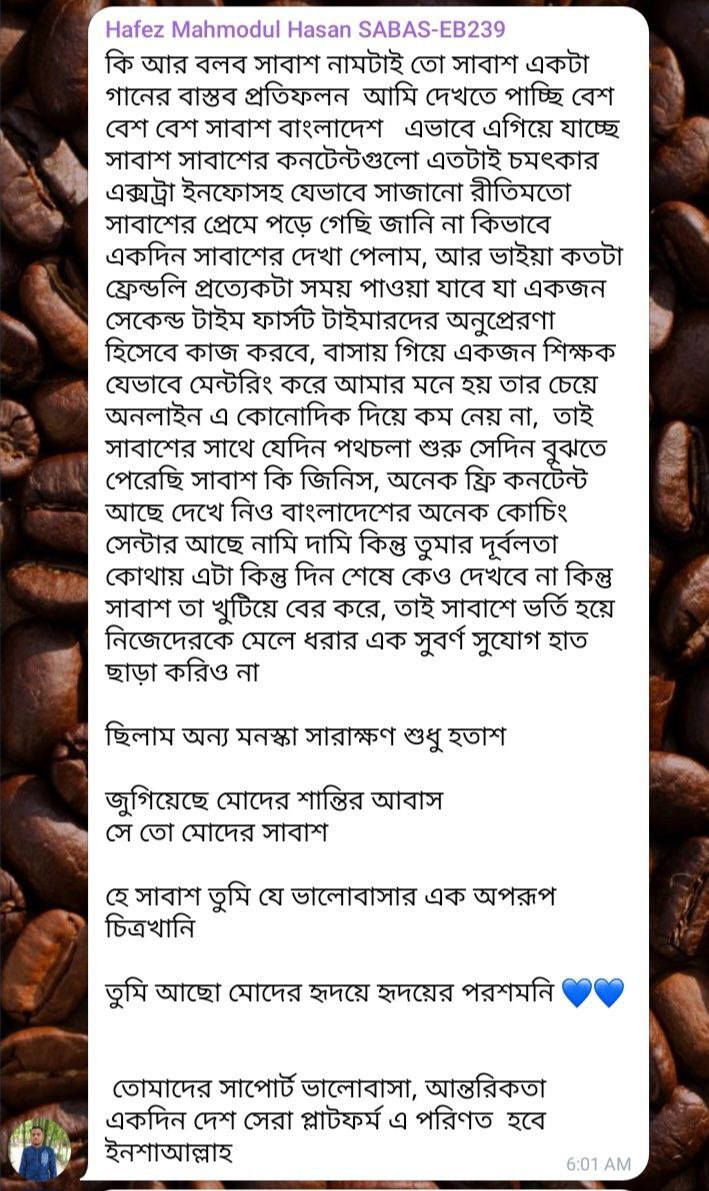 Hafez Mahmodul Hasan SABAS-EB239
কি আর বলব সাবাশ নামটাই তো সাবাশ একটা
গানের বাস্তব প্রতিফলন  আমি দেখতে পাচ্ছি বেশ
বেশ বেশ সাবাশ বাংলাদেশ   এভাবে এগিয়ে যাচ্ছে
সাবাশ সাবাশের কনটেন্টগুলো এতটাই চমৎকার
এক্সট্রা ইনফোসহ যেভাবে সাজানো রীতিমতো
সাবাশের প্রেমে পড়ে গেছি জানি না কিভাবে
একদিন সাবাশের দেখা পেলাম, আর ভাইয়া কতটা
ফ্রেন্ডলি প্রত্যেকটা সময় পাওয়া যাবে যা একজন
সেকেন্ড টাইম ফার্সট টাইমারদের অনুপ্রেরণা
হিসেবে কাজ করবে, বাসায় গিয়ে একজন শিক্ষক
যেভাবে মেন্টরিং করে আমার মনে হয় তার চেয়ে
অনলাইন এ কোনোদিক দিয়ে কম নেয় না,  তাই
সাবাশের সাথে যেদিন পথচলা শুরু সেদিন বুঝতে
পেরেছি সাবাশ কি জিনিস, অনেক ফ্রি কনটেন্ট
আছে দেখে নিও বাংলাদেশের অনেক কোচিং
সেন্টার আছে নামি দামি কিন্তু তুমার দূর্বলতা
কোথায় এটা কিন্তু দিন শেষে কেও দেখবে না কিন্তু
সাবাশ তা খুটিয়ে বের করে, তাই সাবাশে ভর্তি হয়ে
নিজেদেরকে মেলে ধরার এক সুবর্ণ সুযোগ হাত
ছাড়া করিও না
ছিলাম অন্য মনস্কা সারাক্ষণ শুধু হতাশ
জুগিয়েছে মোদের শান্তির আবাস
সে তো মোদের সাবাশ
হে সাবাশ তুমি যে ভালোবাসার এক অপরূপ
চিত্রখানি
তুমি আছো মোদের হৃদয়ে হৃদয়ের পরশমনি 💙💙
তোমাদের সাপোর্ট ভালোবাসা, আন্তরিকতা
একদিন দেশ সেরা প্লাটফর্ম এ পরিণত  হবে
ইনশাআল্লাহ
6:01 AM